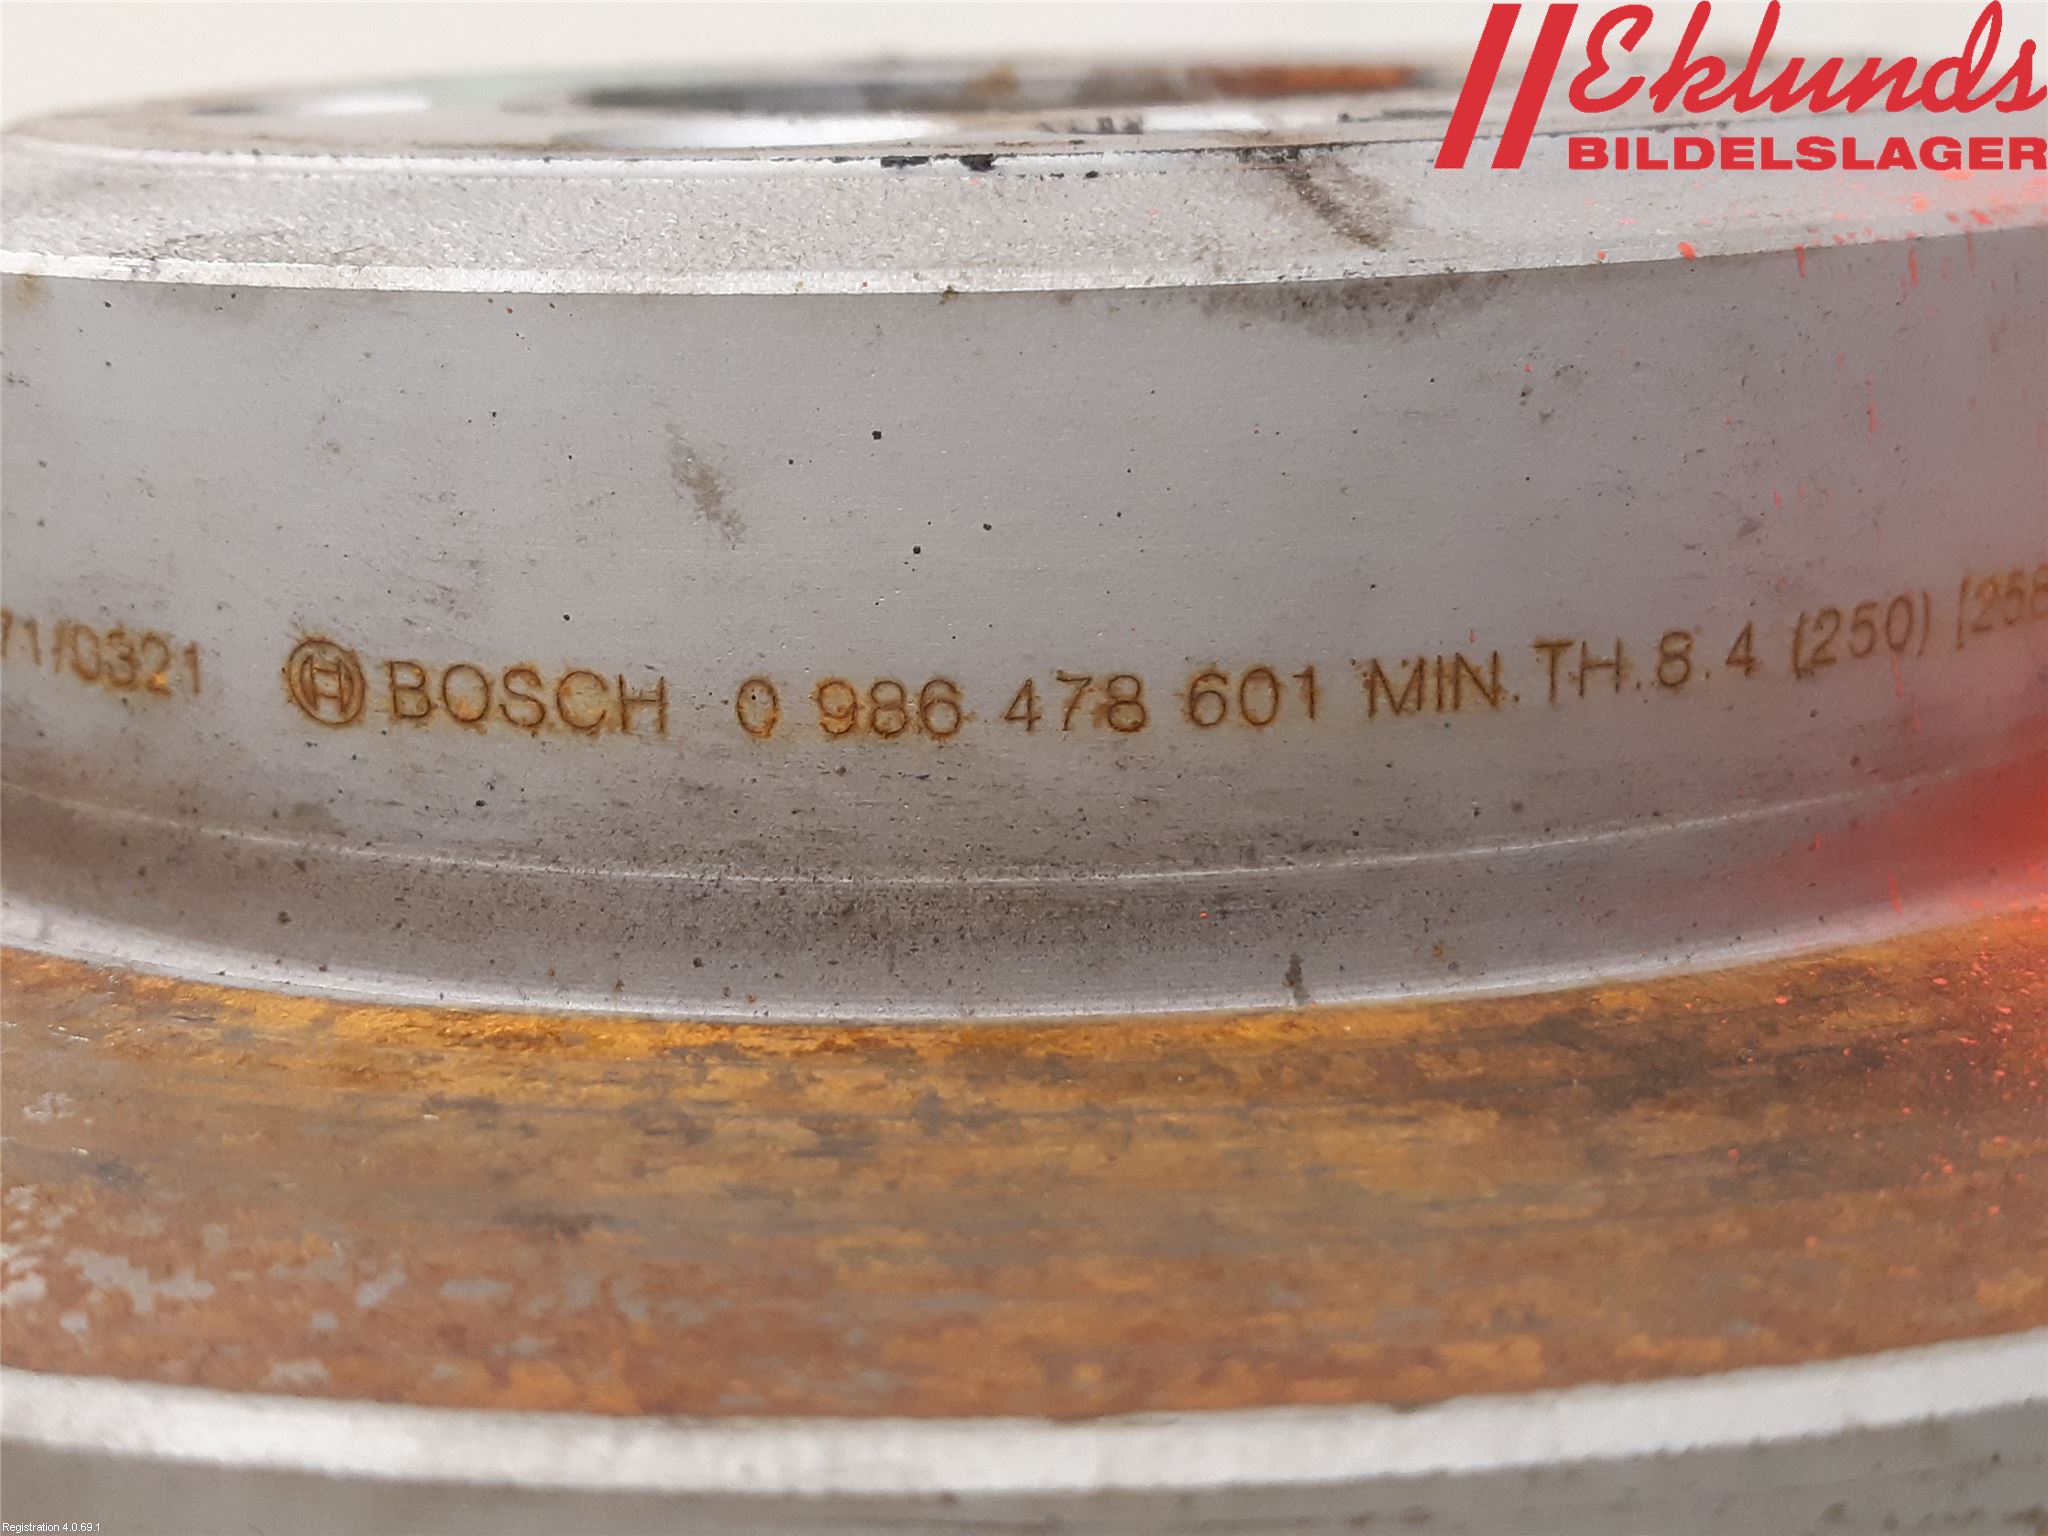 Eklunds
BILDELSLAGER
71/0321 BOSCH 0 986 478 601 MIN. TH. 8.4 (250) [258
Registration 4.0.69.1